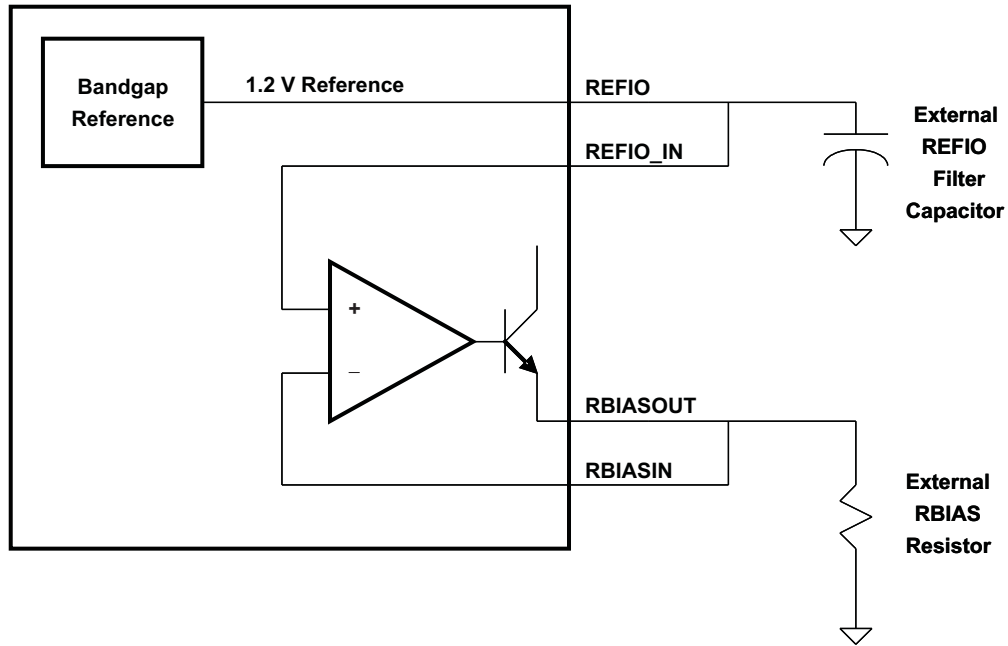 Bandgap
Reference
1.2 V Reference
REFIO
REFIO_IN
External
REFIO
Filter
Capacitor
+
–
RBIASOUT
RBIASIN
External
RBIAS
Resistor